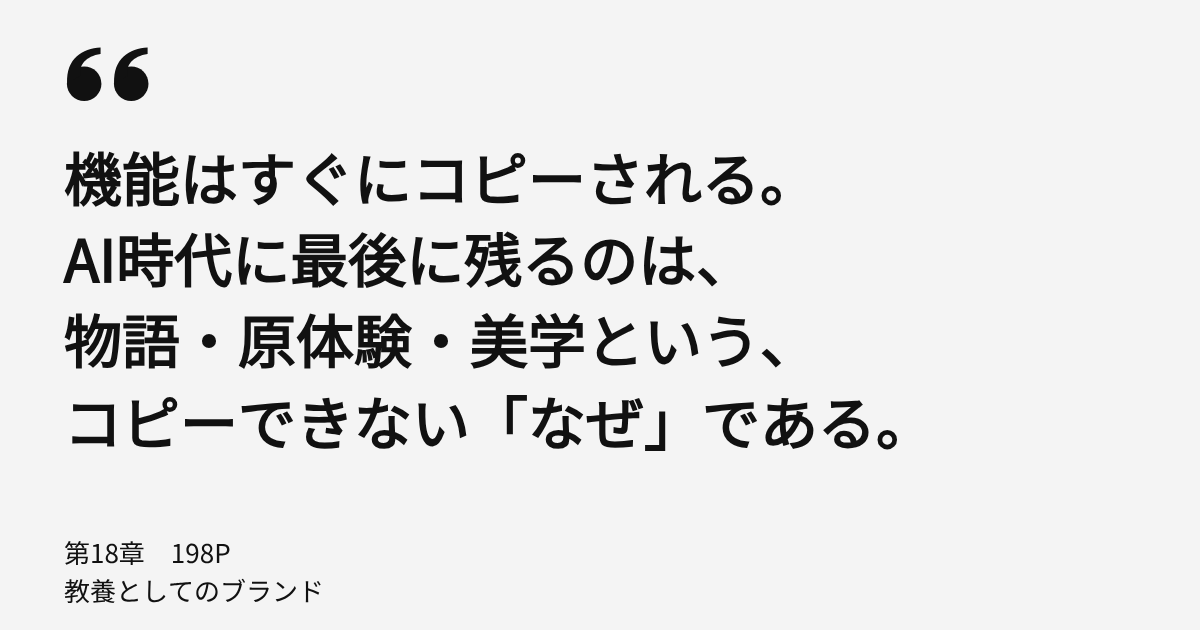 “
機能はすぐにコピーされる。
AI時代に最後に残るのは、
物語・原体験・美学という、
コピーできない「なぜ」である。
第18章　198P
教養としてのブランド